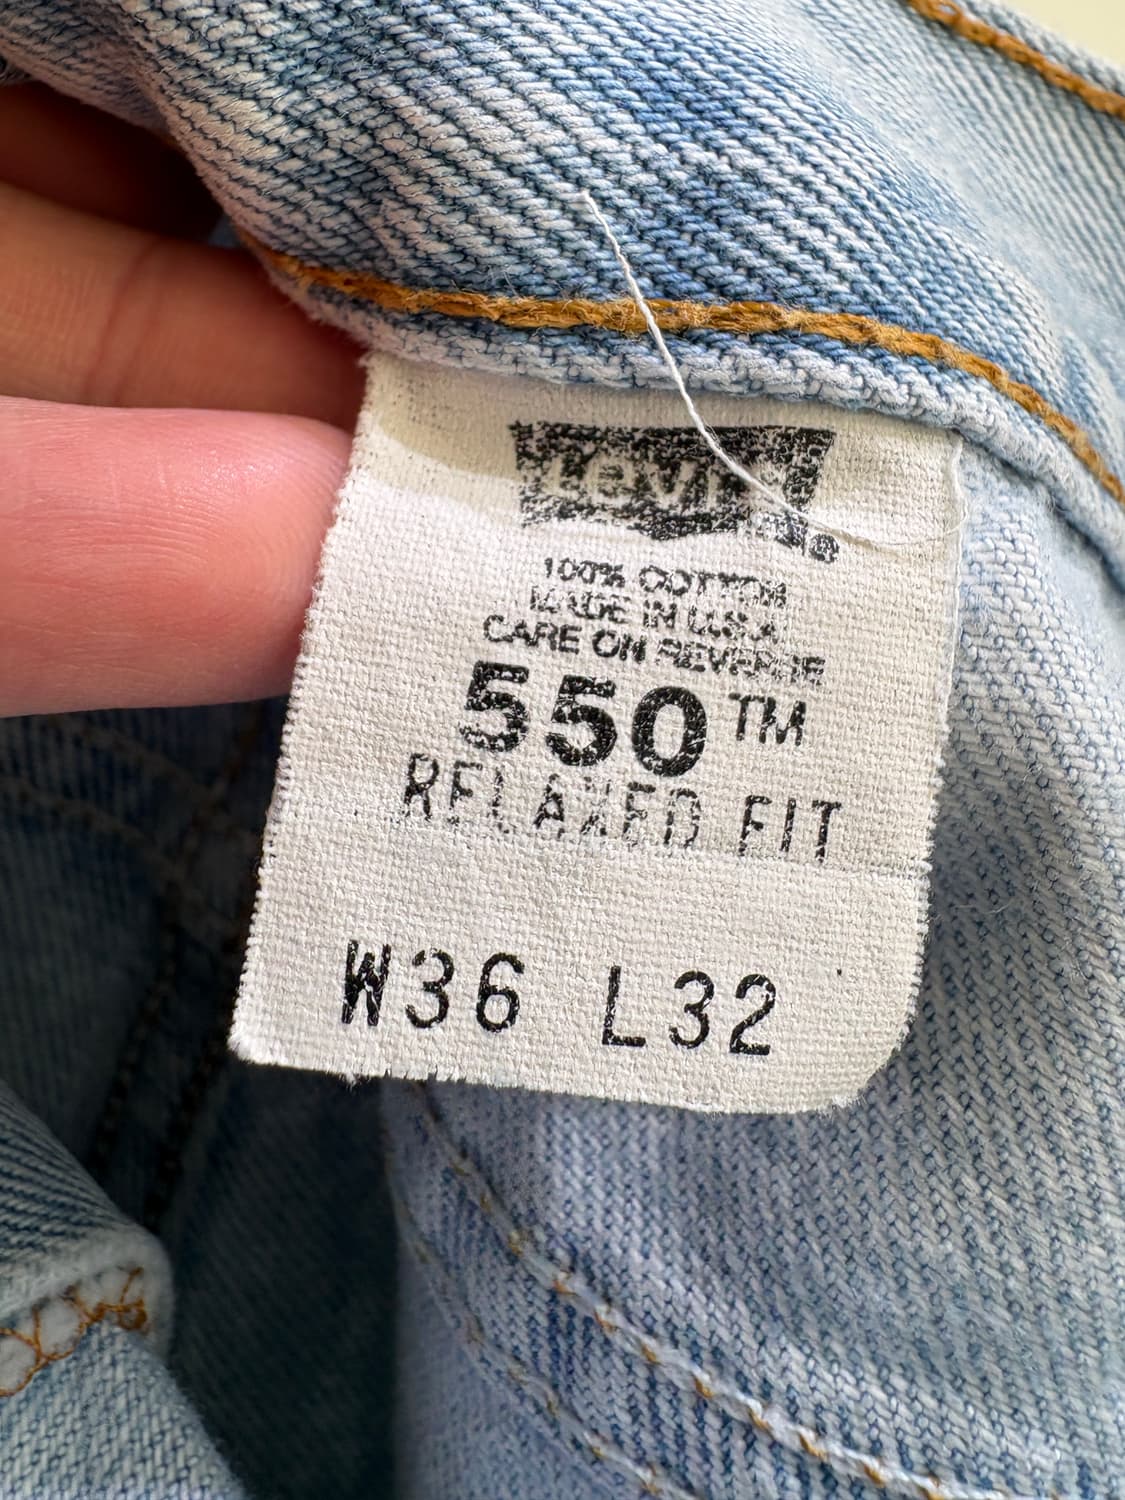 Levi's®
100% COTTON
MADE IN U.S.A.
CARE ON REVERSE
550™
RELAXED FIT
W36 L32